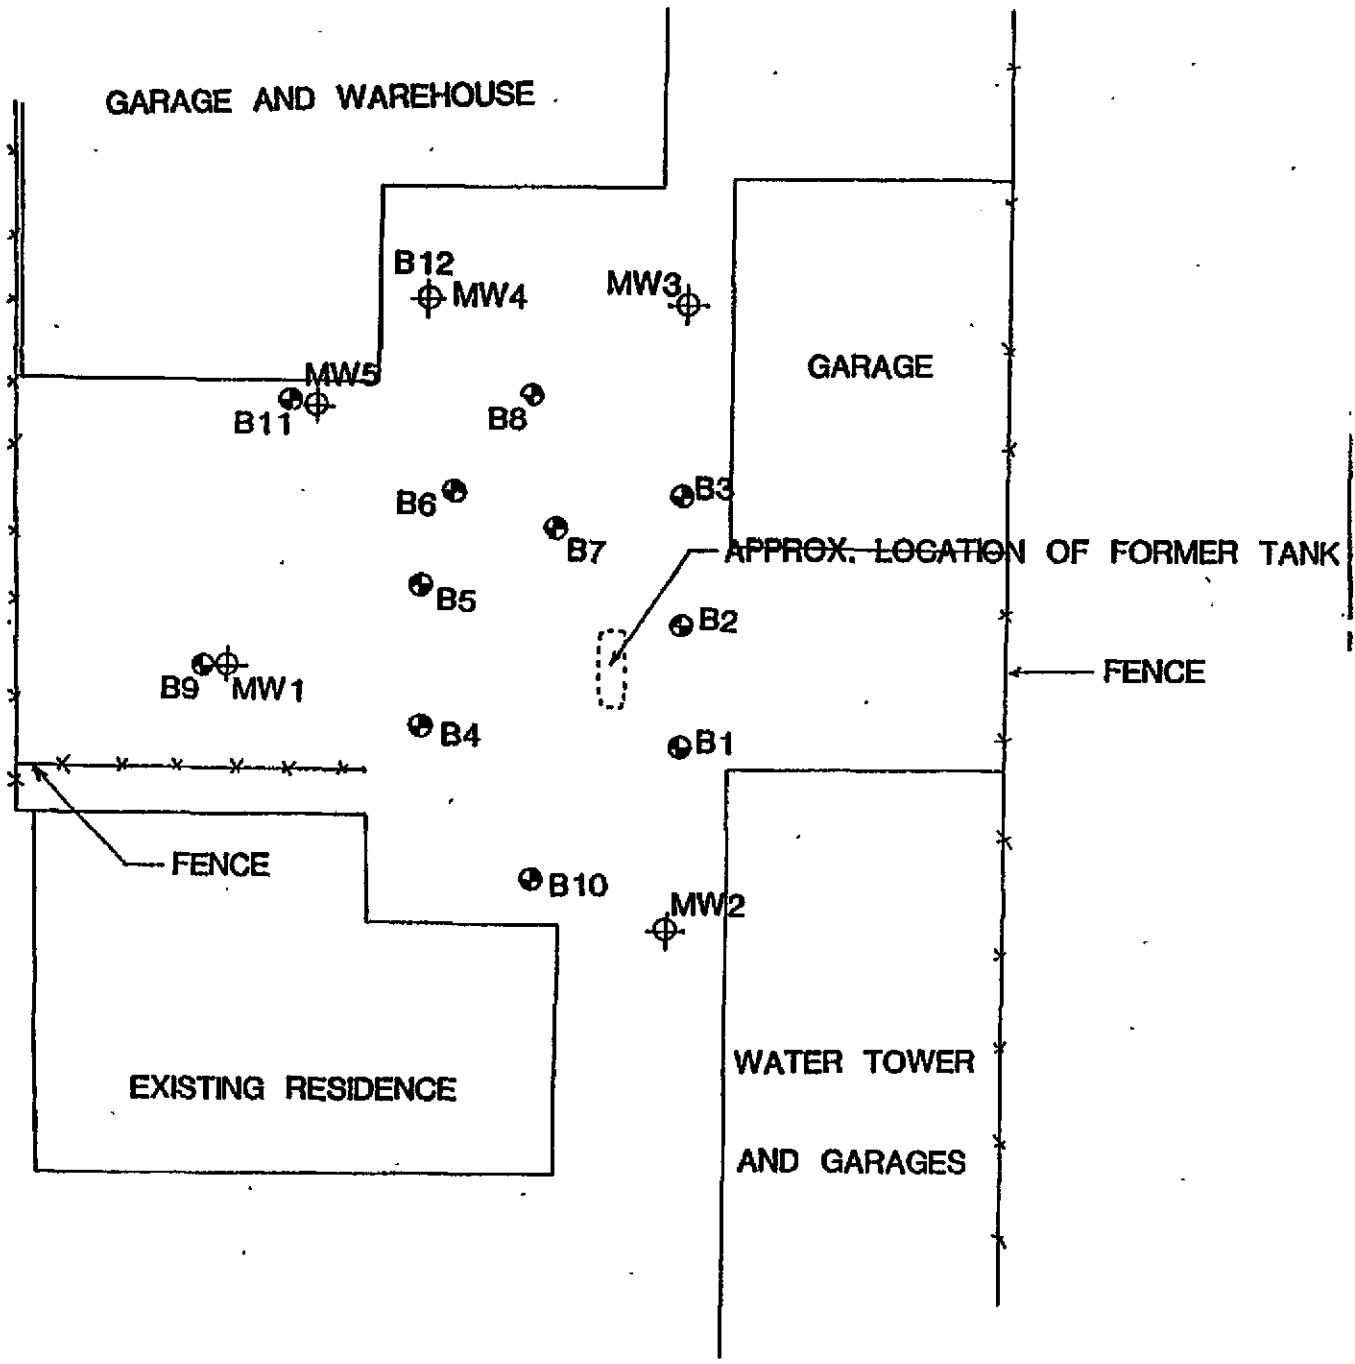 GARAGE AND WAREHOUSE
B12
MW4
MW3
GARAGE
MW5
B11
B8
B6
B3
B7
APPROX. LOCATION OF FORMER TANK
B5
B2
FENCE
B9
MW1
B4
B1
FENCE
B10
MW2
WATER TOWER
AND GARAGES
EXISTING RESIDENCE